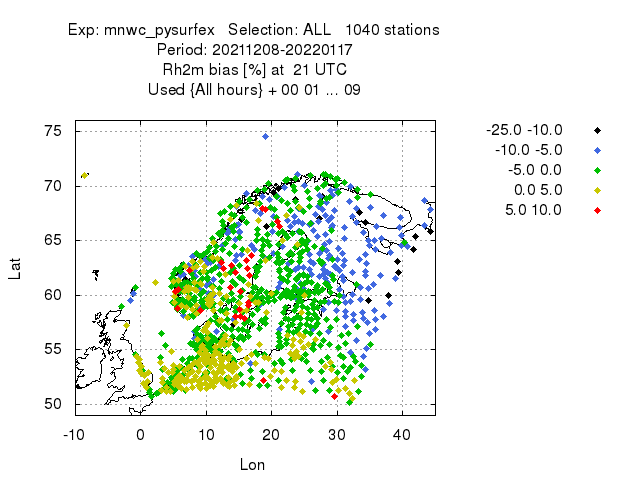 Exp: mnwc_pysurfex   Selection: ALL   1040 stations
Period: 20211208-20220117
Rh2m bias [%] at  21 UTC
Used {All hours} + 00 01 ... 09
-25.0 -10.0
-10.0 -5.0
-5.0 0.0
0.0 5.0
5.0 10.0
75
70
65
60
55
50
Lat
-10 0 10 20 30 40
Lon